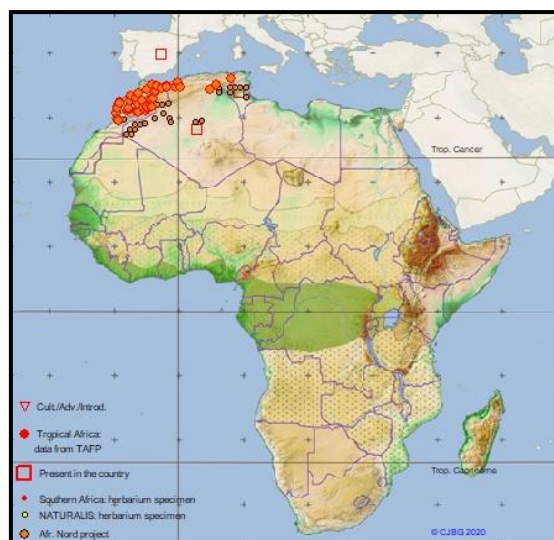 Trop. Cancer
Cult./Adv./Introd.
Tropical Africa:
data from TAFP
Present in the country
Trop. Capricorne
Southern Africa: herbarium specimen
NATURALIS: herbarium specimen
Afr. Nord project
© CJBG 2020